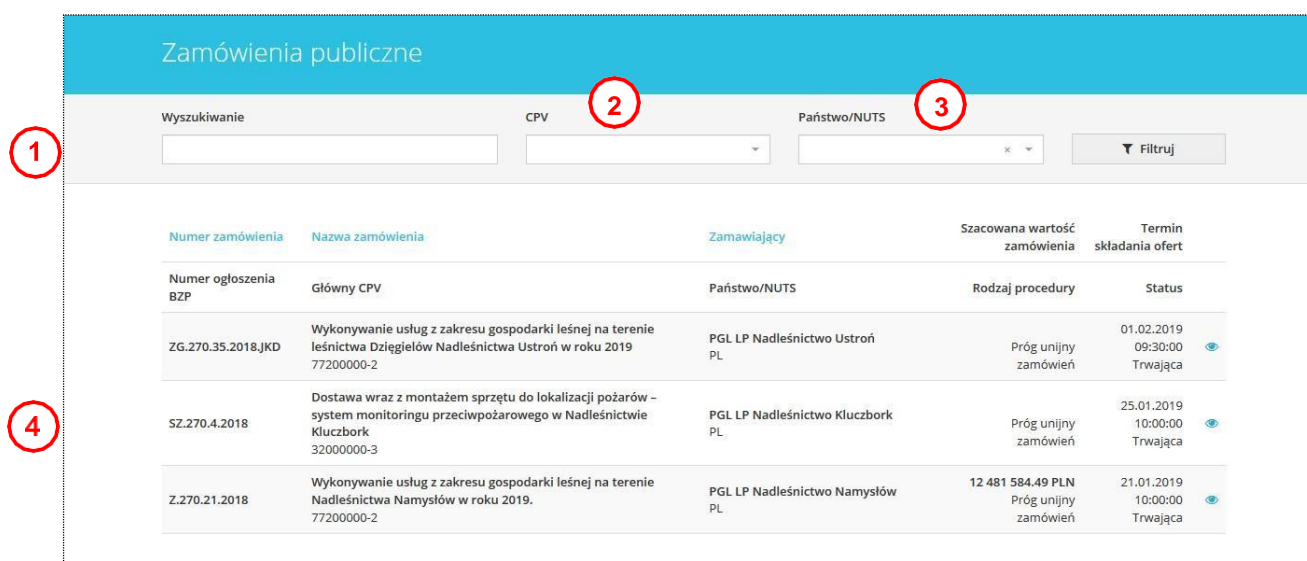 Zamówienia publiczne
2
3
Wyszukiwanie CPV Państwo/NUTS
1
× Filtruj
Numer zamówienia Nazwa zamówienia Zamawiający Szacowana wartość zamówienia Termin składania ofert
Numer ogłoszenia BZP Główny CPV Państwo/NUTS Rodzaj procedury Status
ZG.270.35.2018.JKD
Wykonywanie usług z zakresu gospodarki leśnej na terenie
leśnictwa Dzięgielów Nadleśnictwa Ustroń w roku 2019
77200000-2
PGL LP Nadleśnictwo Ustroń
PL
Próg unijny
zamówień
01.02.2019
09:30:00
Trwająca
4
SZ.270.4.2018
Dostawa wraz z montażem sprzętu do lokalizacji pożarów –
system monitoringu przeciwpożarowego w Nadleśnictwie
Kluczbork
32000000-3
PGL LP Nadleśnictwo Kluczbork
PL
Próg unijny
zamówień
25.01.2019
10:00:00
Trwająca
Z.270.21.2018
Wykonywanie usług z zakresu gospodarki leśnej na terenie
Nadleśnictwa Namysłów w roku 2019.
77200000-2
PGL LP Nadleśnictwo Namysłów
PL
12 481 584.49 PLN
Próg unijny
zamówień
21.01.2019
10:00:00
Trwająca